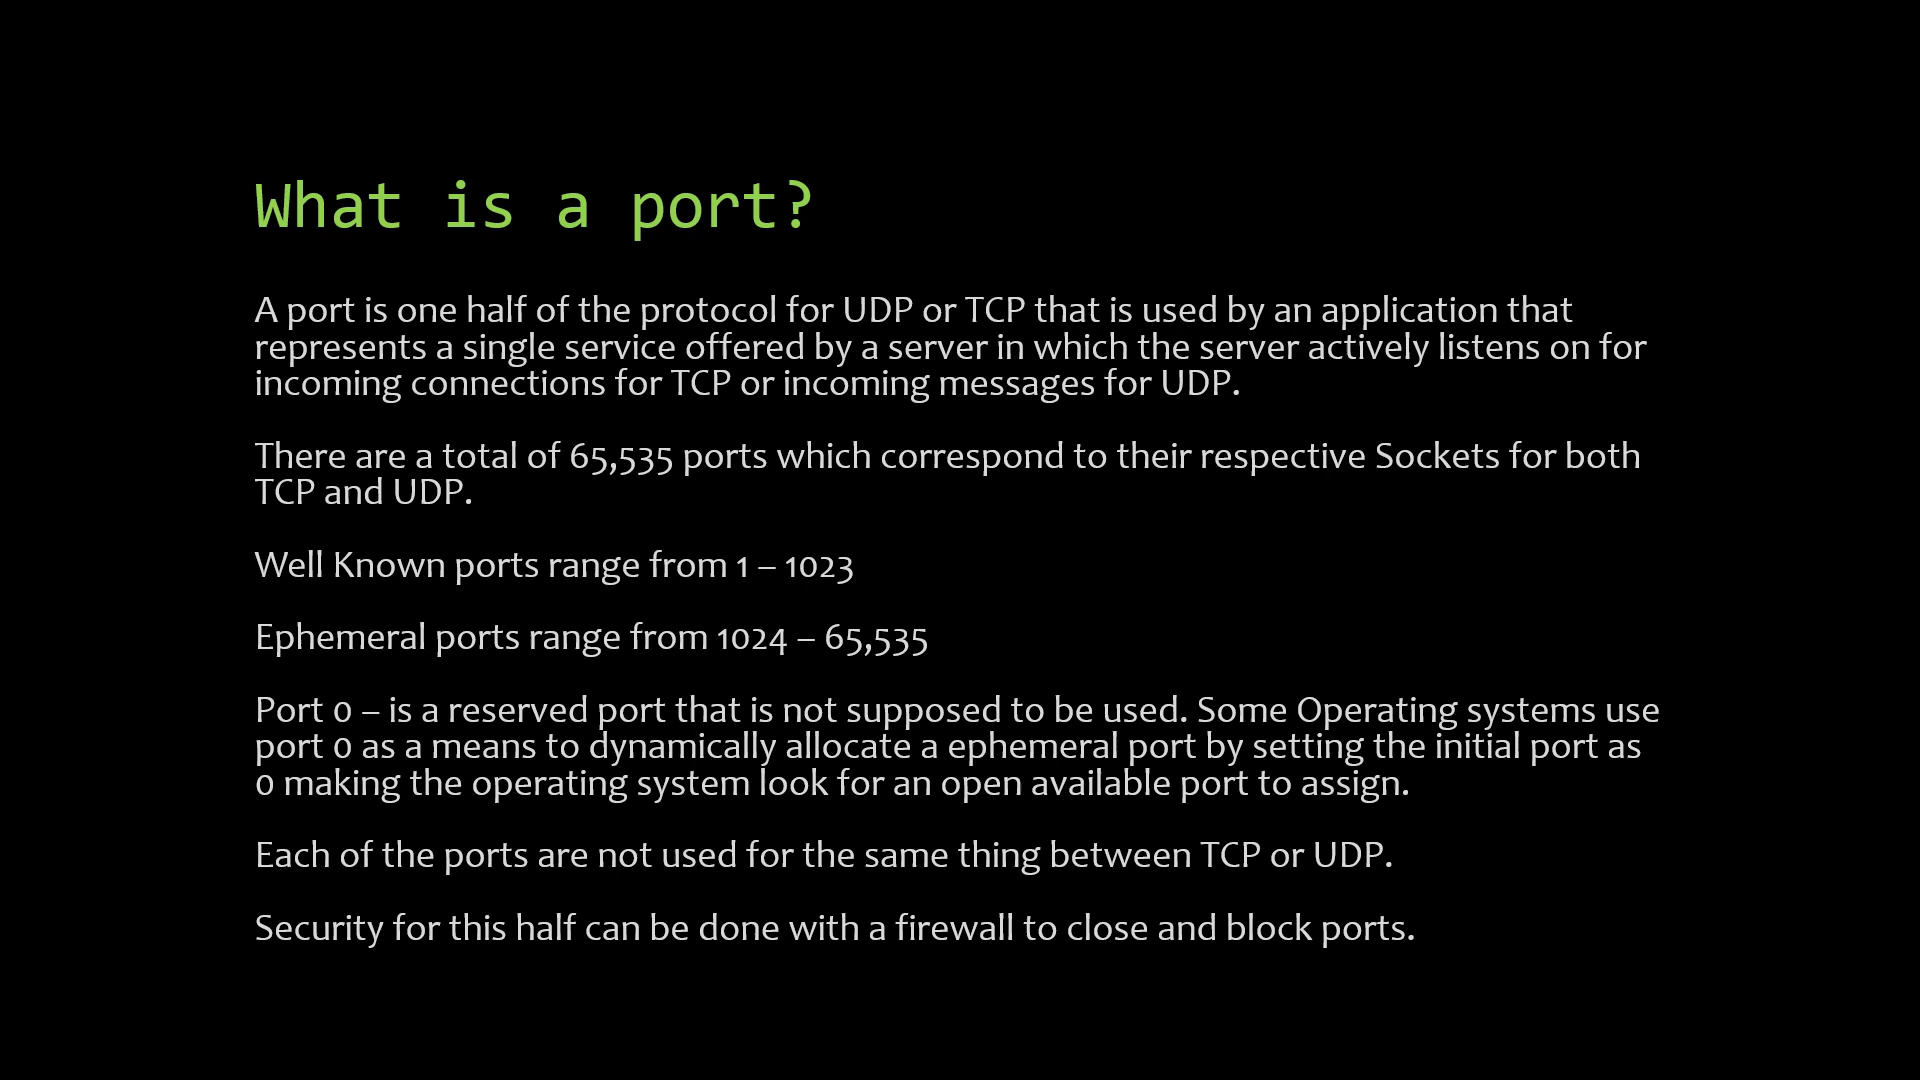 What is a port?
A port is one half of the protocol for UDP or TCP that is used by an application that
represents a single service offered by a server in which the server actively listens on for
incoming connections for TCP or incoming messages for UDP.
There are a total of 65,535 ports which correspond to their respective Sockets for both
TCP and UDP.
Well Known ports range from 1 – 1023
Ephemeral ports range from 1024 – 65,535
Port 0 – is a reserved port that is not supposed to be used. Some Operating systems use
port 0 as a means to dynamically allocate a ephemeral port by setting the initial port as
0 making the operating system look for an open available port to assign.
Each of the ports are not used for the same thing between TCP or UDP.
Security for this half can be done with a firewall to close and block ports.